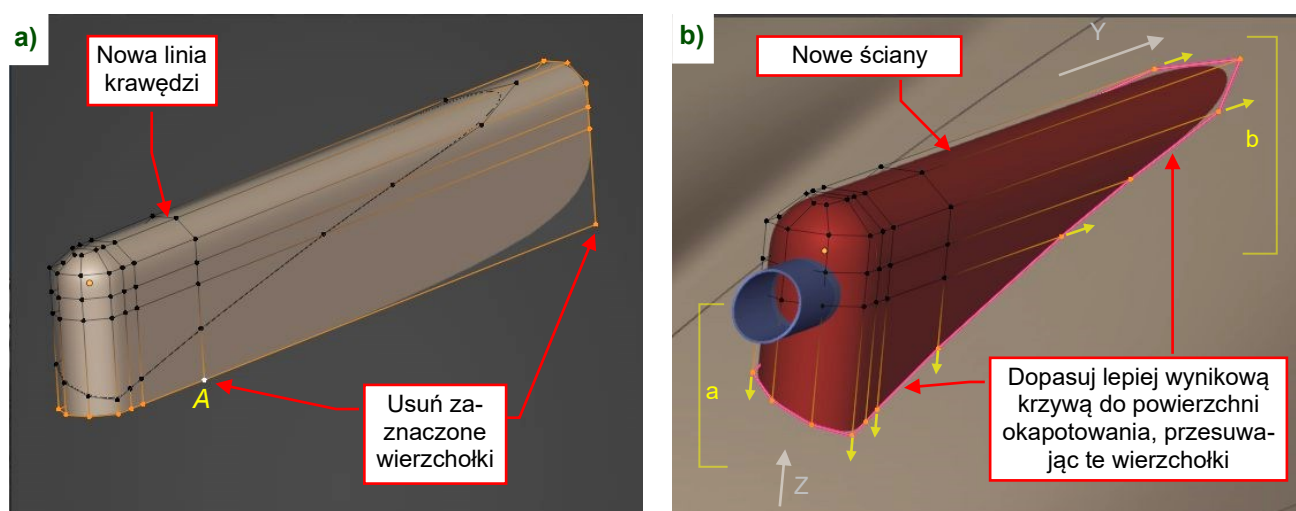 a)
Nowa linia
krawędzi
A
Usuń za-
znaczone
wierzchołki
b)
Nowe ściany
Y
b
a
Z
Dopasuj lepiej wynikową
krzywą do powierzchni
okapotowania, przesuwa-
jąc te wierzchołki